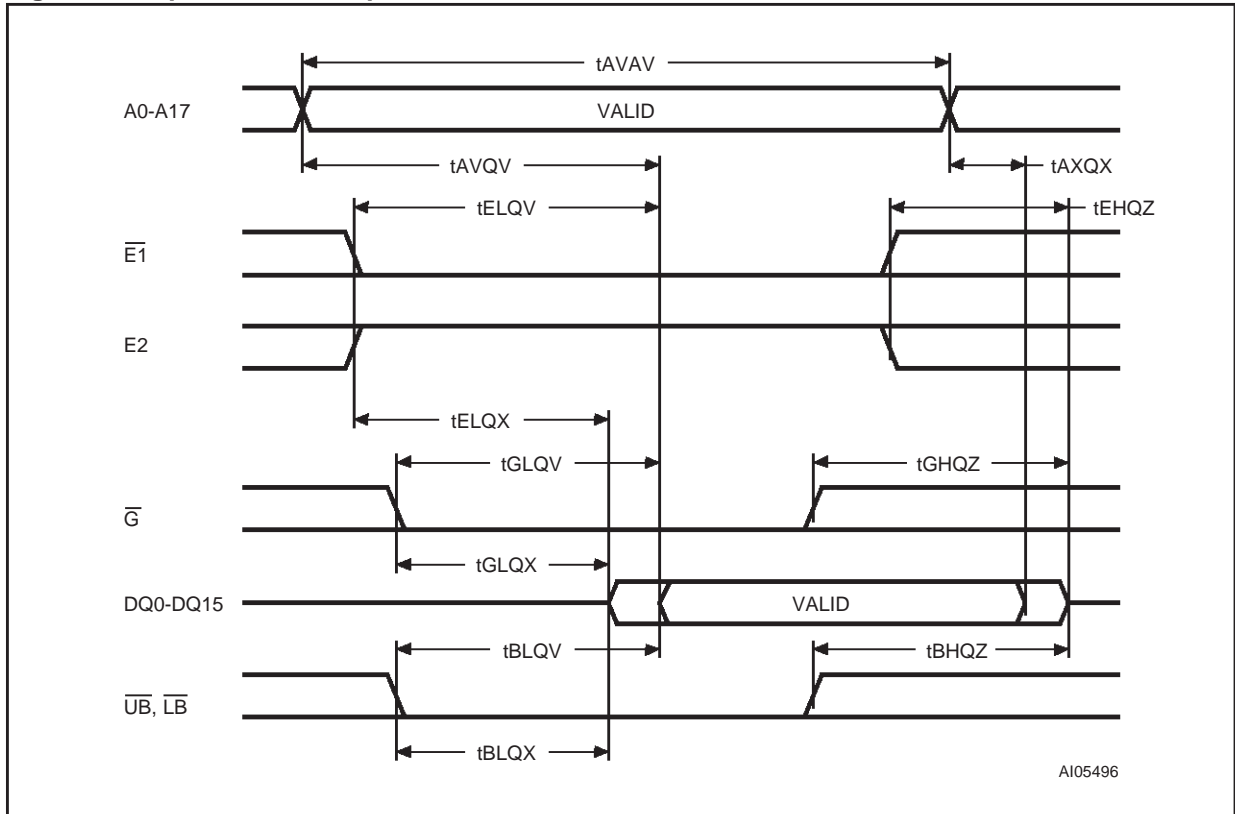 tAVAV
A0-A17
VALID
tAVQV
tAXQX
tELQV
tEHQZ
E1
E2
tELQX
tGLQV
tGHQZ
G
tGLQX
DQ0-DQ15
VALID
tBLQV
tBHQZ
UB, LB
tBLQX
AI05496